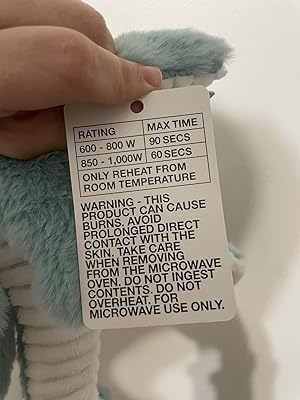 RATING MAX TIME
600 - 800 W 90 SECS
850 - 1,000W 60 SECS
ONLY REHEAT FROM
ROOM TEMPERATURE
WARNING - THIS
PRODUCT CAN CAUSE
BURNS. AVOID
PROLONGED DIRECT
CONTACT WITH THE
SKIN. TAKE CARE
WHEN REMOVING
FROM THE MICROWAVE
OVEN. DO NOT INGEST
CONTENTS. DO NOT
OVERHEAT. FOR
MICROWAVE USE ONLY.